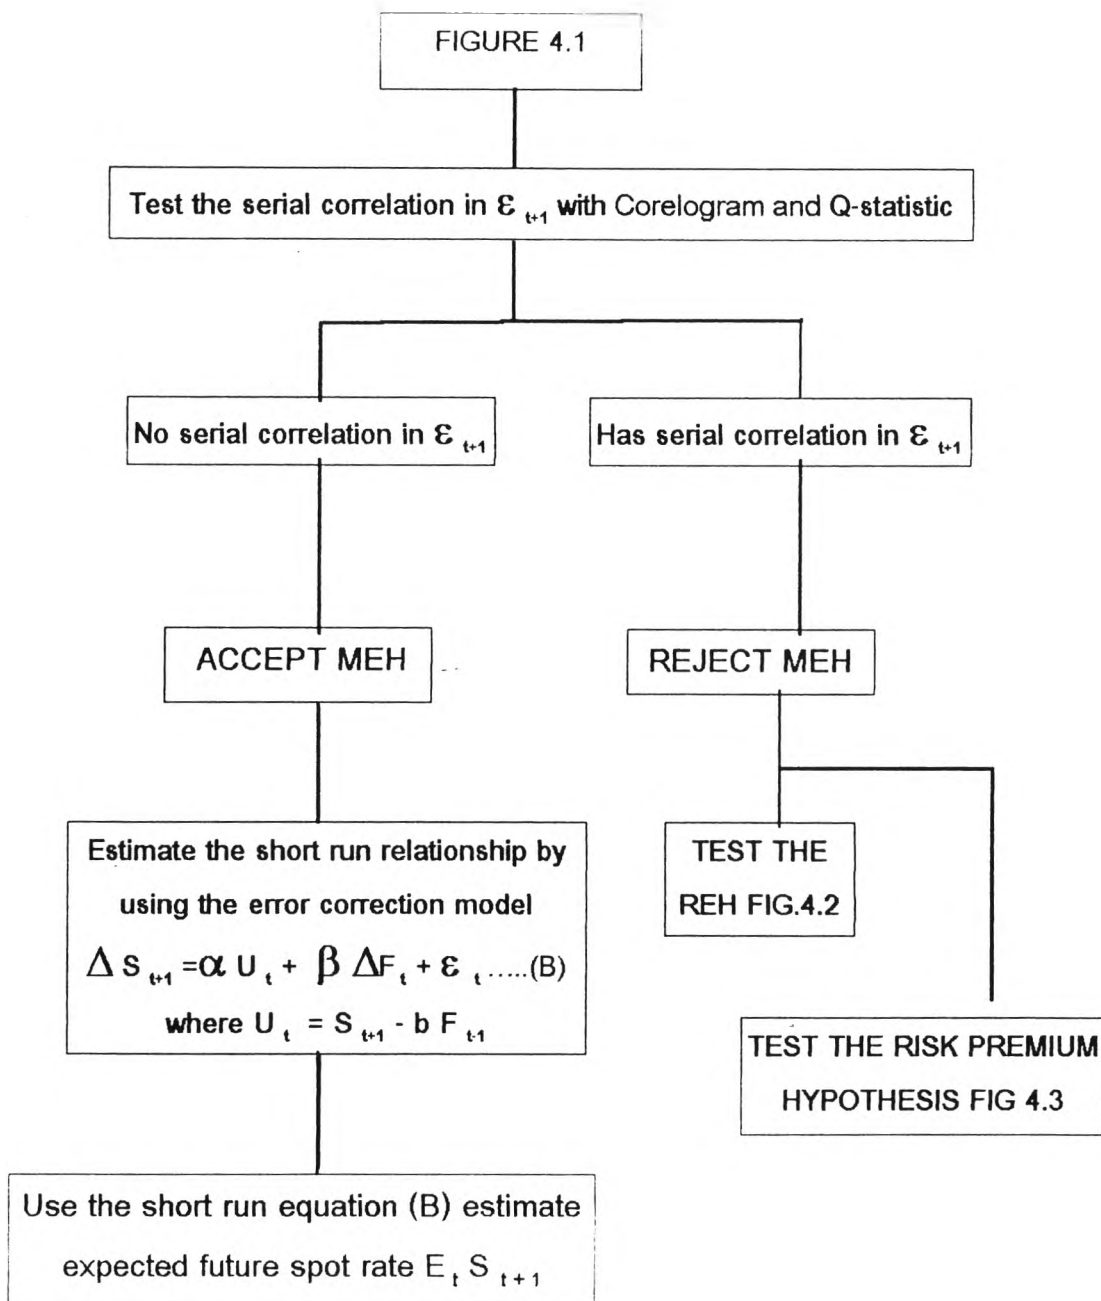 FIGURE 4.1
Test the serial correlation in ε t+1 with Corelogram and Q-statistic
No serial correlation in ε t+1
Has serial correlation in ε t+1
ACCEPT MEH
REJECT MEH
Estimate the short run relationship by
using the error correction model
Δ S t+1 =α U t + β ΔF t + ε t .....(B)
where U t = S t+1 - b F t-1
TEST THE
REH FIG.4.2
TEST THE RISK PREMIUM
HYPOTHESIS FIG 4.3
Use the short run equation (B) estimate
expected future spot rate E t S t+1